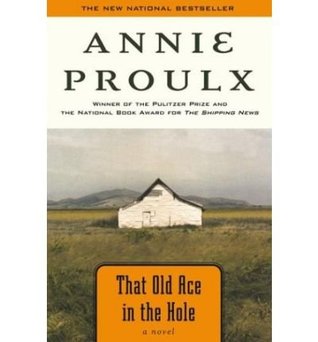 THE NEW NATIONAL BESTSELLER
ANNIE
PROULX
WINNER OF THE PULITZER PRIZE AND
THE NATIONAL BOOK AWARD FOR THE SHIPPING NEWS
That Old Ace
in the Hole
a novel